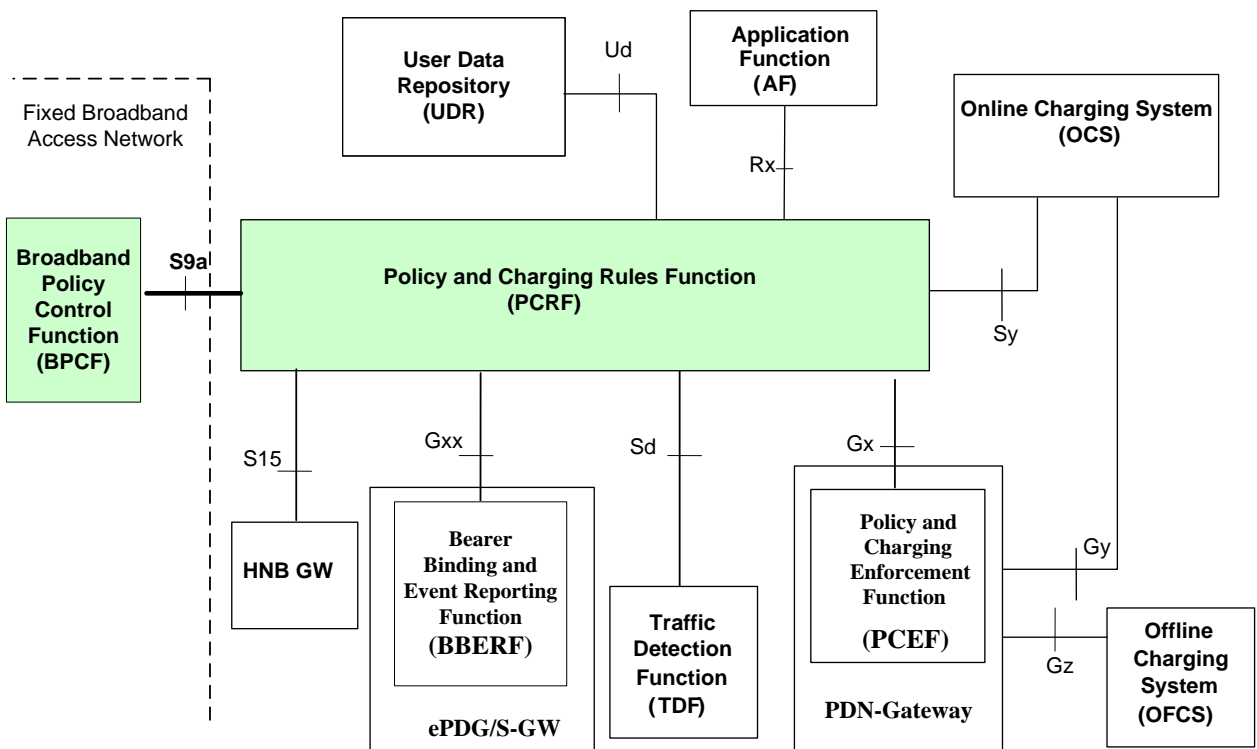 User Data
Repository
(UDR)
Ud
Application
Function
(AF)
Rx
Online Charging System
(OCS)
Fixed Broadband
Access Network
Broadband
Policy
Control
Function
(BPCF)
S9a
Policy and Charging Rules Function
(PCRF)
Sy
S15
Gxx
Sd
Gx
HNB GW
Bearer
Binding and
Event Reporting
Function
(BBERF)
ePDG/S-GW
Traffic
Detection
Function
(TDF)
Policy and
Charging
Enforcement
Function
(PCEF)
PDN-Gateway
Gy
Gz
Offline
Charging
System
(OFCS)